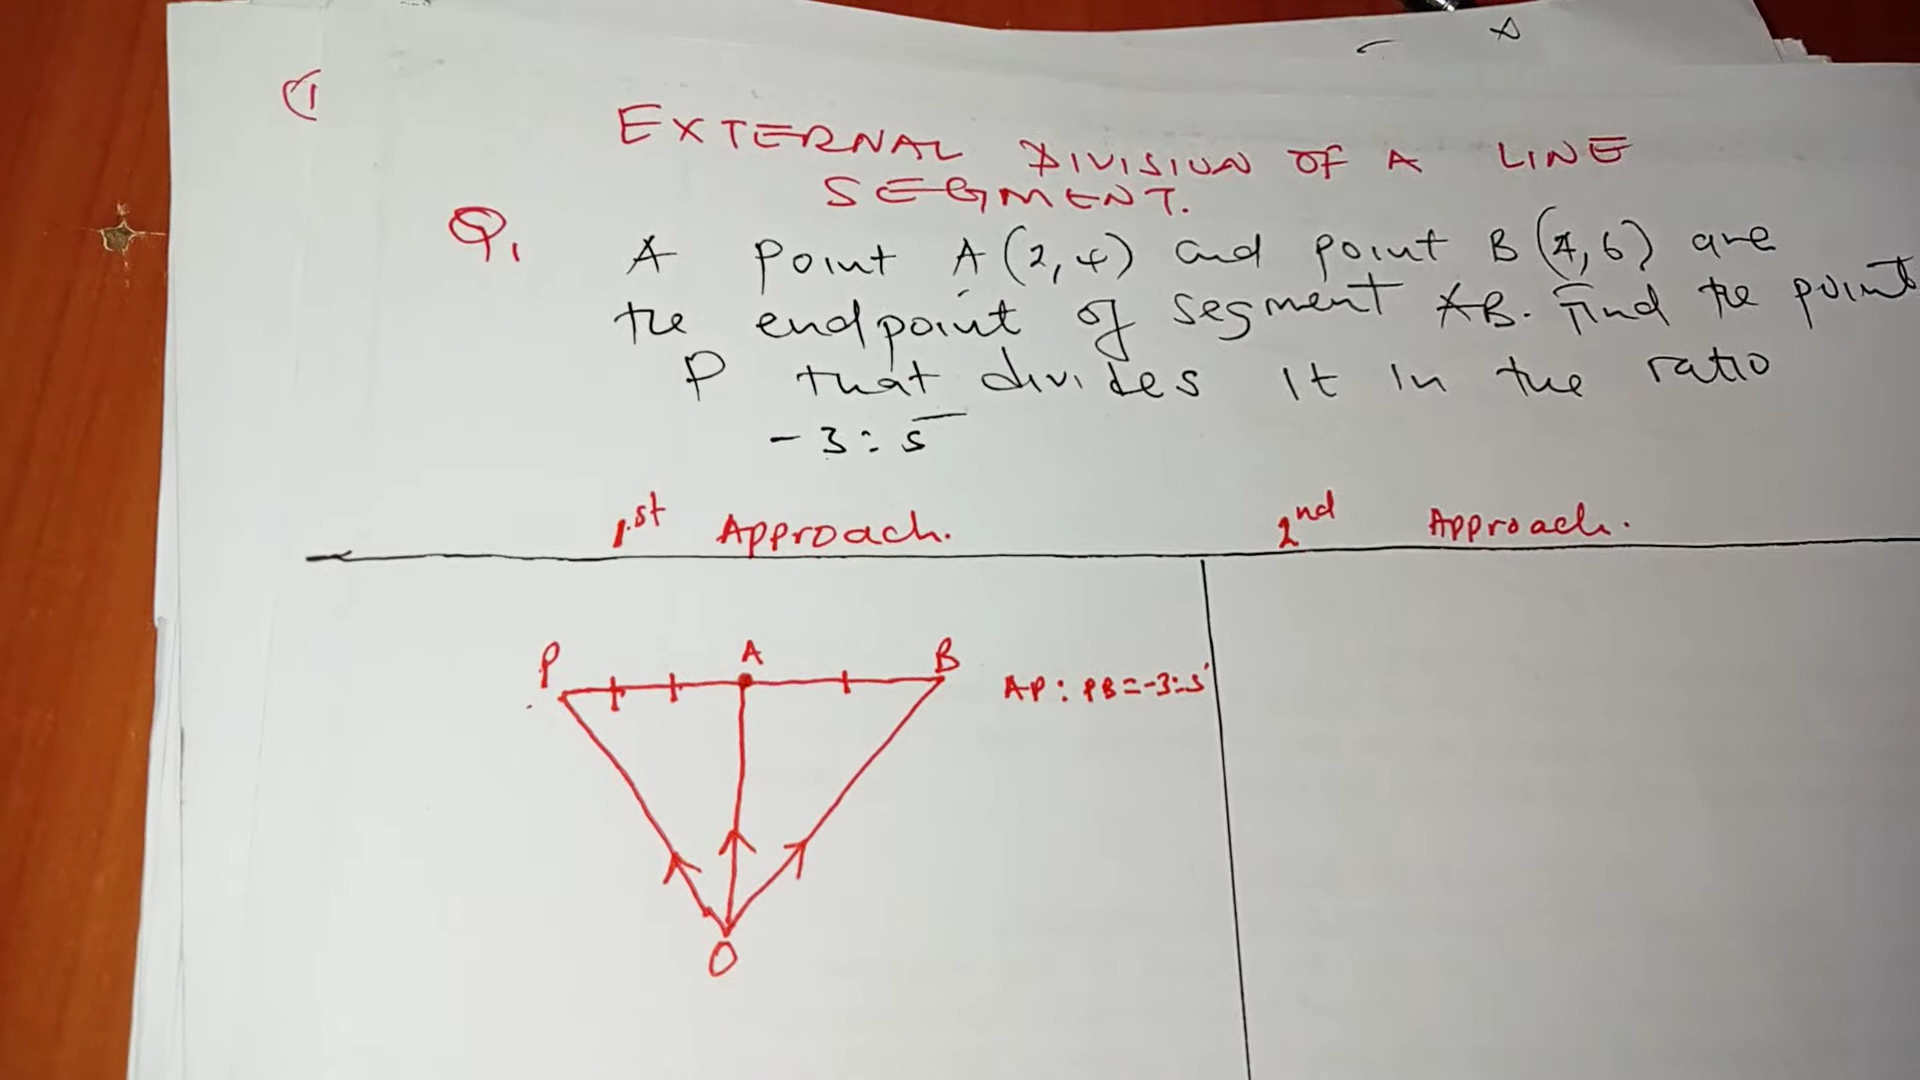 1
EXTERNAL DIVISION OF A LINE
SEGMENT.
Q1
A point A(2,4) and point B(4,6) are
the endpoint of segment AB. Find the point
P that divides it in the ratio
-3:5
1st Approach.
2nd Approach.
P A B
AP : PB = -3:5
O